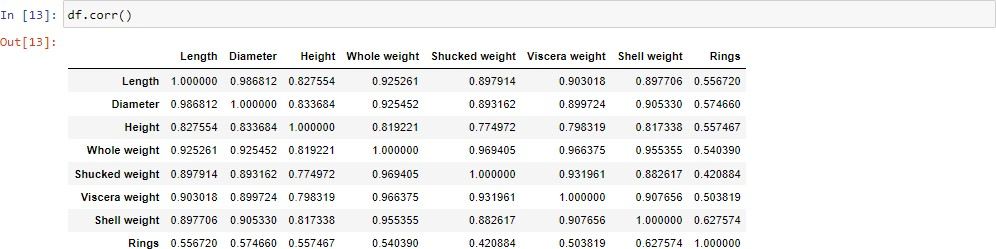 In [13]: df.corr()
Out[13]:
Length Diameter Height Whole weight Shucked weight Viscera weight Shell weight Rings
Length 1.000000 0.986812 0.827554 0.925261 0.897914 0.903018 0.897706 0.556720
Diameter 0.986812 1.000000 0.833684 0.925452 0.893162 0.899724 0.905330 0.574660
Height 0.827554 0.833684 1.000000 0.819221 0.774972 0.798319 0.817338 0.557467
Whole weight 0.925261 0.925452 0.819221 1.000000 0.969405 0.966375 0.955355 0.540390
Shucked weight 0.897914 0.893162 0.774972 0.969405 1.000000 0.931961 0.882617 0.420884
Viscera weight 0.903018 0.899724 0.798319 0.966375 0.931961 1.000000 0.907656 0.503819
Shell weight 0.897706 0.905330 0.817338 0.955355 0.882617 0.907656 1.000000 0.627574
Rings 0.556720 0.574660 0.557467 0.540390 0.420884 0.503819 0.627574 1.000000